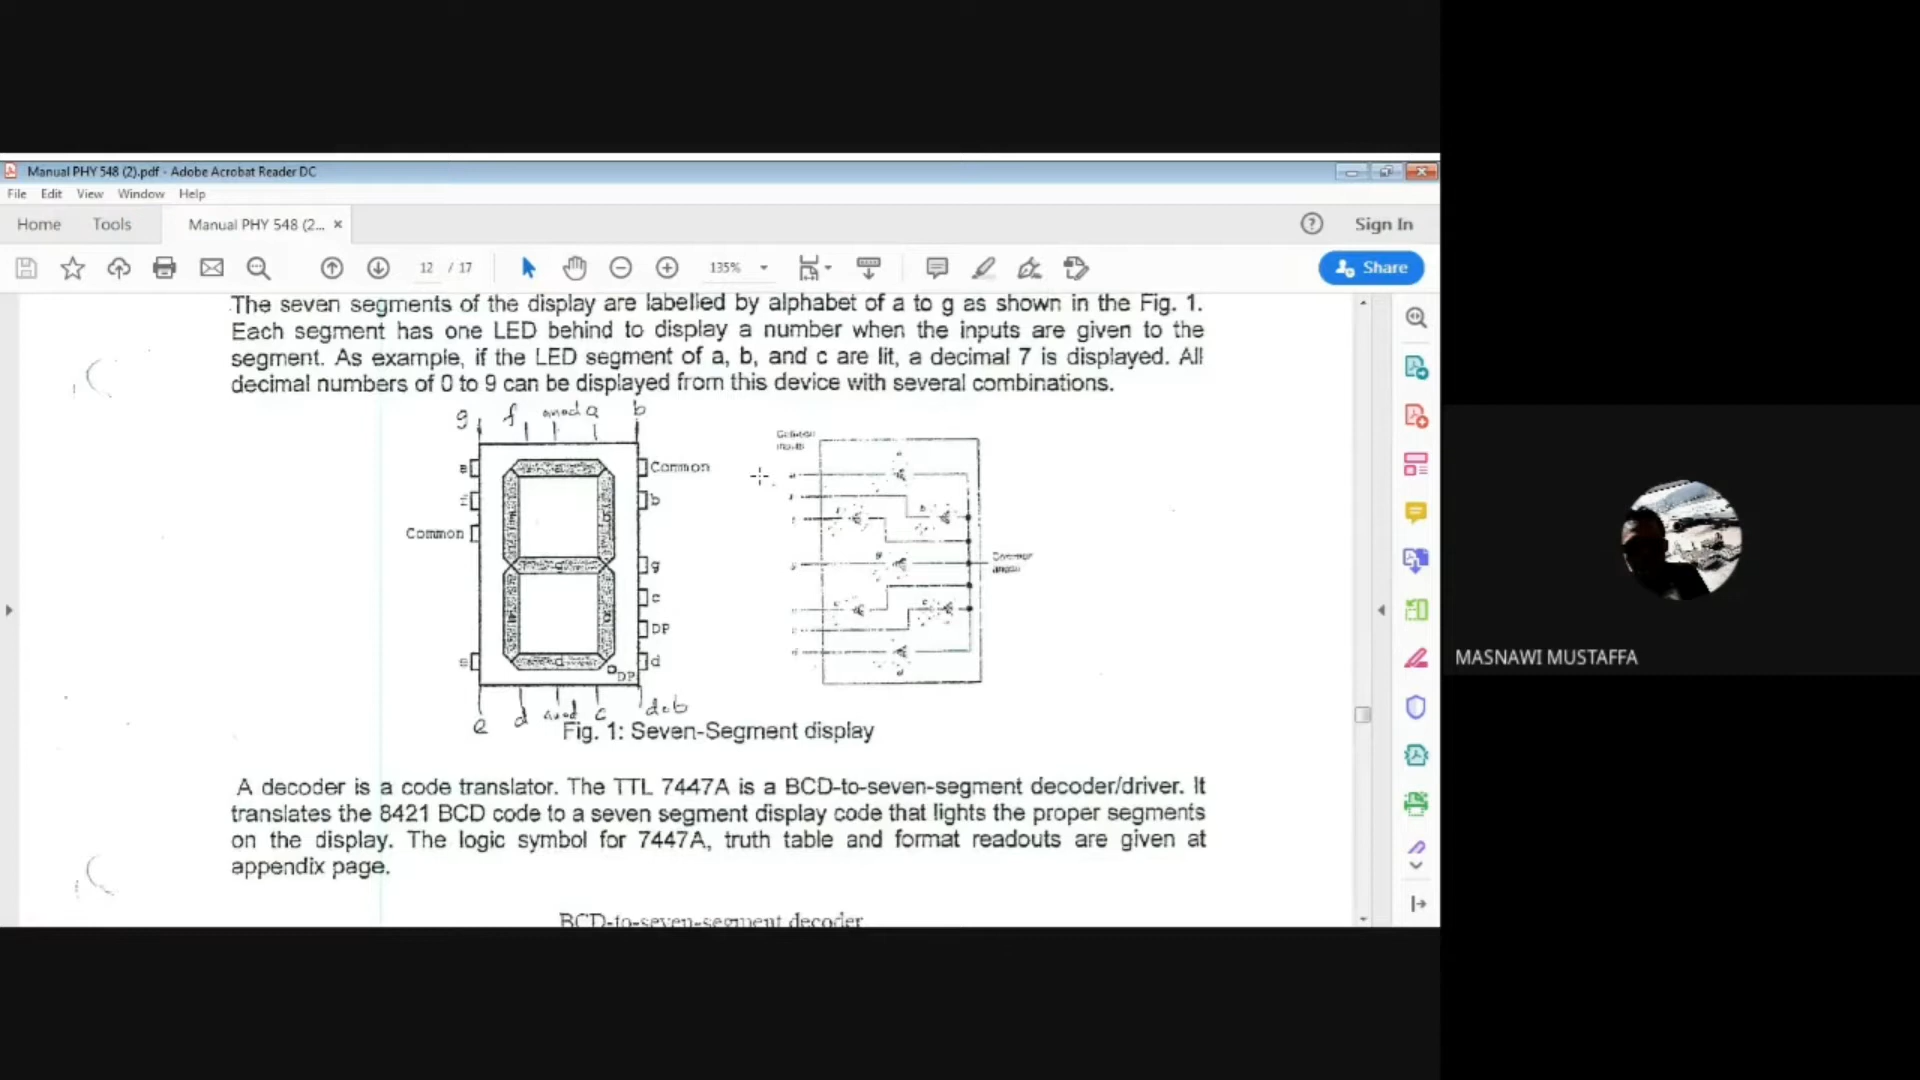 Manual PHY 548 (2).pdf - Adobe Acrobat Reader DC
File Edit View Window Help
Home Tools Manual PHY 548 (2... × Sign In
12 / 17 135% Share
The seven segments of the display are labelled by alphabet of a to g as shown in the Fig. 1.
Each segment has one LED behind to display a number when the inputs are given to the
segment. As example, if the LED segment of a, b, and c are lit, a decimal 7 is displayed. All
decimal numbers of 0 to 9 can be displayed from this device with several combinations.
g f anod a b
a Common
b
Common
g
c
DP
e d
DP
e d anod c
Common
Fig. 1: Seven-Segment display
A decoder is a code translator. The TTL 7447A is a BCD-to-seven-segment decoder/driver. It
translates the 8421 BCD code to a seven segment display code that lights the proper segments
on the display. The logic symbol for 7447A, truth table and format readouts are given at
appendix page.
BCD-to-seven-segment decoder
MASNAWI MUSTAFFA